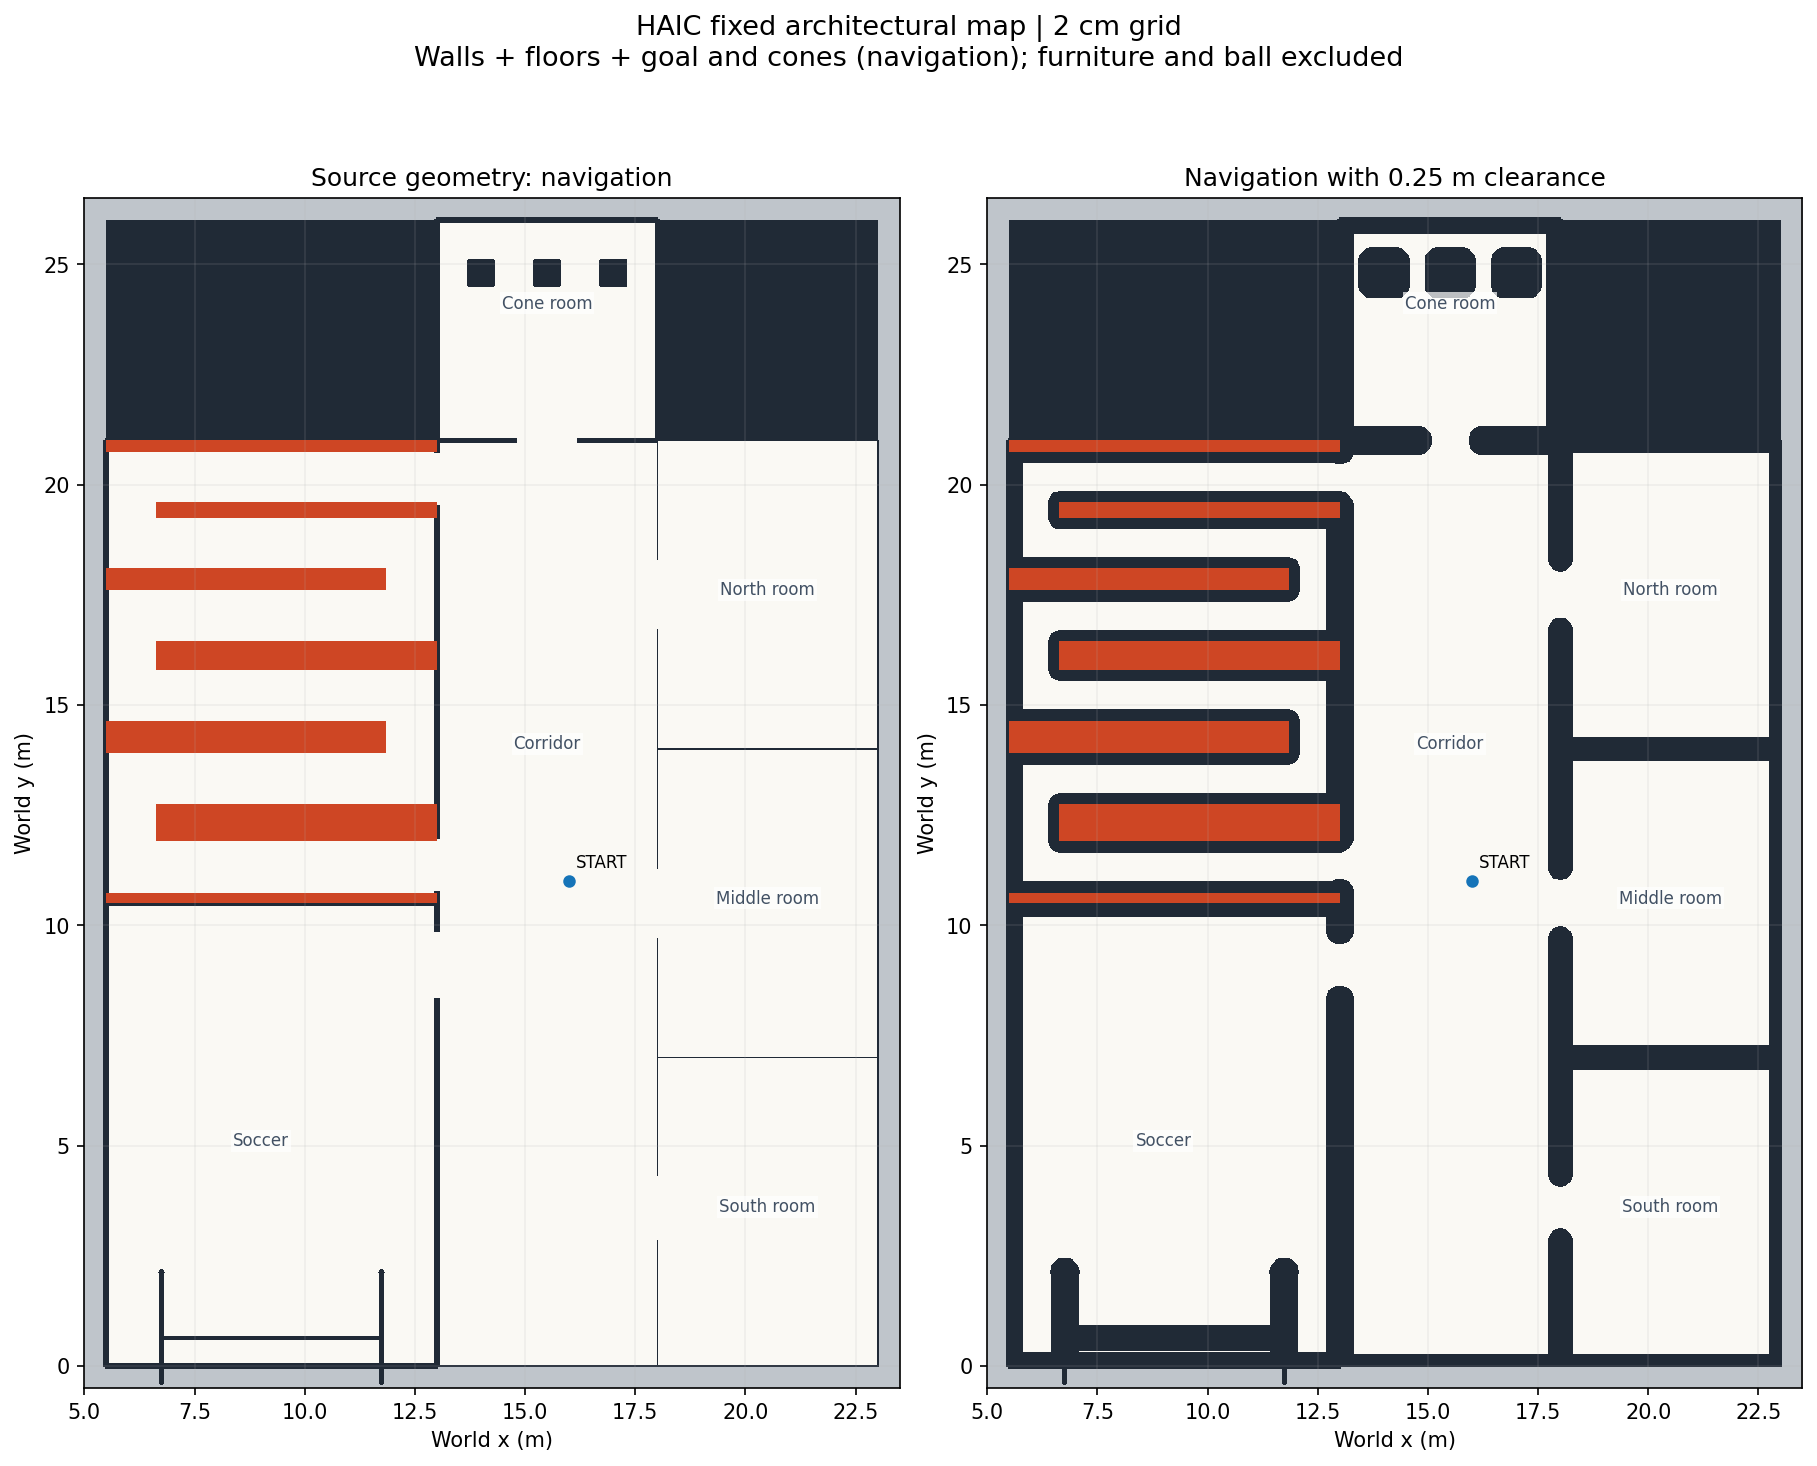 HAIC fixed architectural map | 2 cm grid
Walls + floors + goal and cones (navigation); furniture and ball excluded
Source geometry: navigation
25
20
15
10
5
0
World y (m)
Cone room
North room
Corridor
START
Middle room
Soccer
South room
5.0 7.5 10.0 12.5 15.0 17.5 20.0 22.5
World x (m)
Navigation with 0.25 m clearance
25
20
15
10
5
0
World y (m)
Cone room
North room
Corridor
START
Middle room
Soccer
South room
5.0 7.5 10.0 12.5 15.0 17.5 20.0 22.5
World x (m)